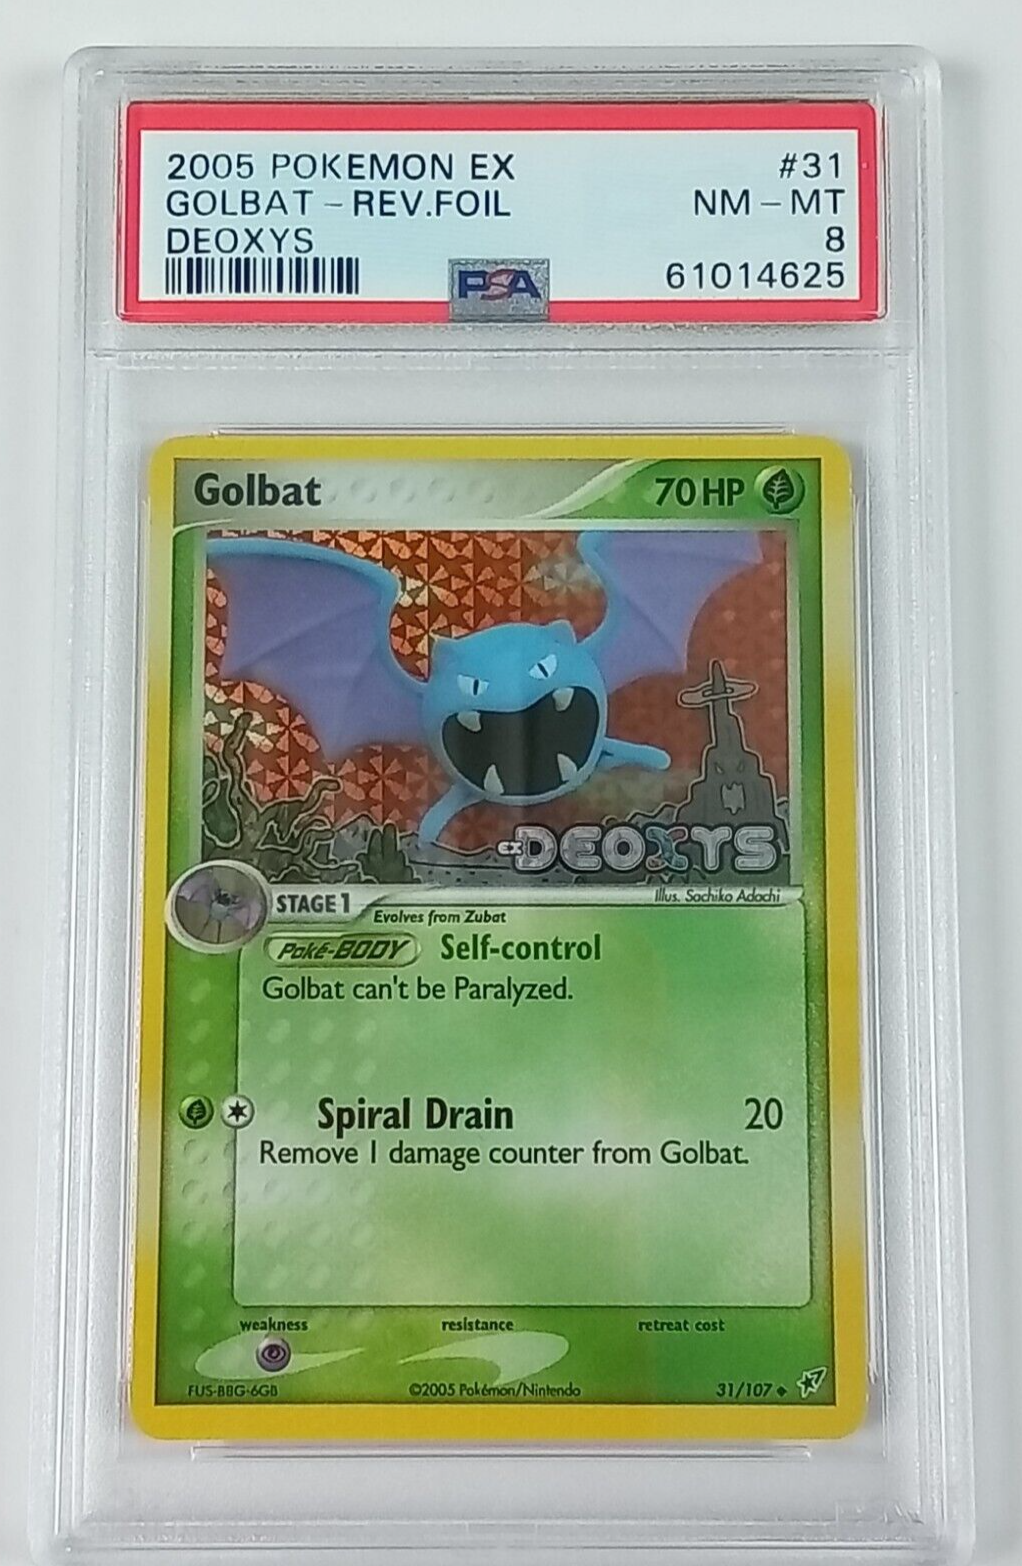 2005 POKEMON EX #31
GOLBAT - REV.FOIL NM - MT
DEOXYS 8
61014625
PSA
Golbat 70 HP
ex DEOXYS
STAGE 1 Illus. Sachiko Adachi
Evolves from Zubat
Poké-BODY Self-control
Golbat can't be Paralyzed.
Spiral Drain 20
Remove 1 damage counter from Golbat.
weakness resistance retreat cost
FUS-BBG-6GB ©2005 Pokémon/Nintendo 31/107